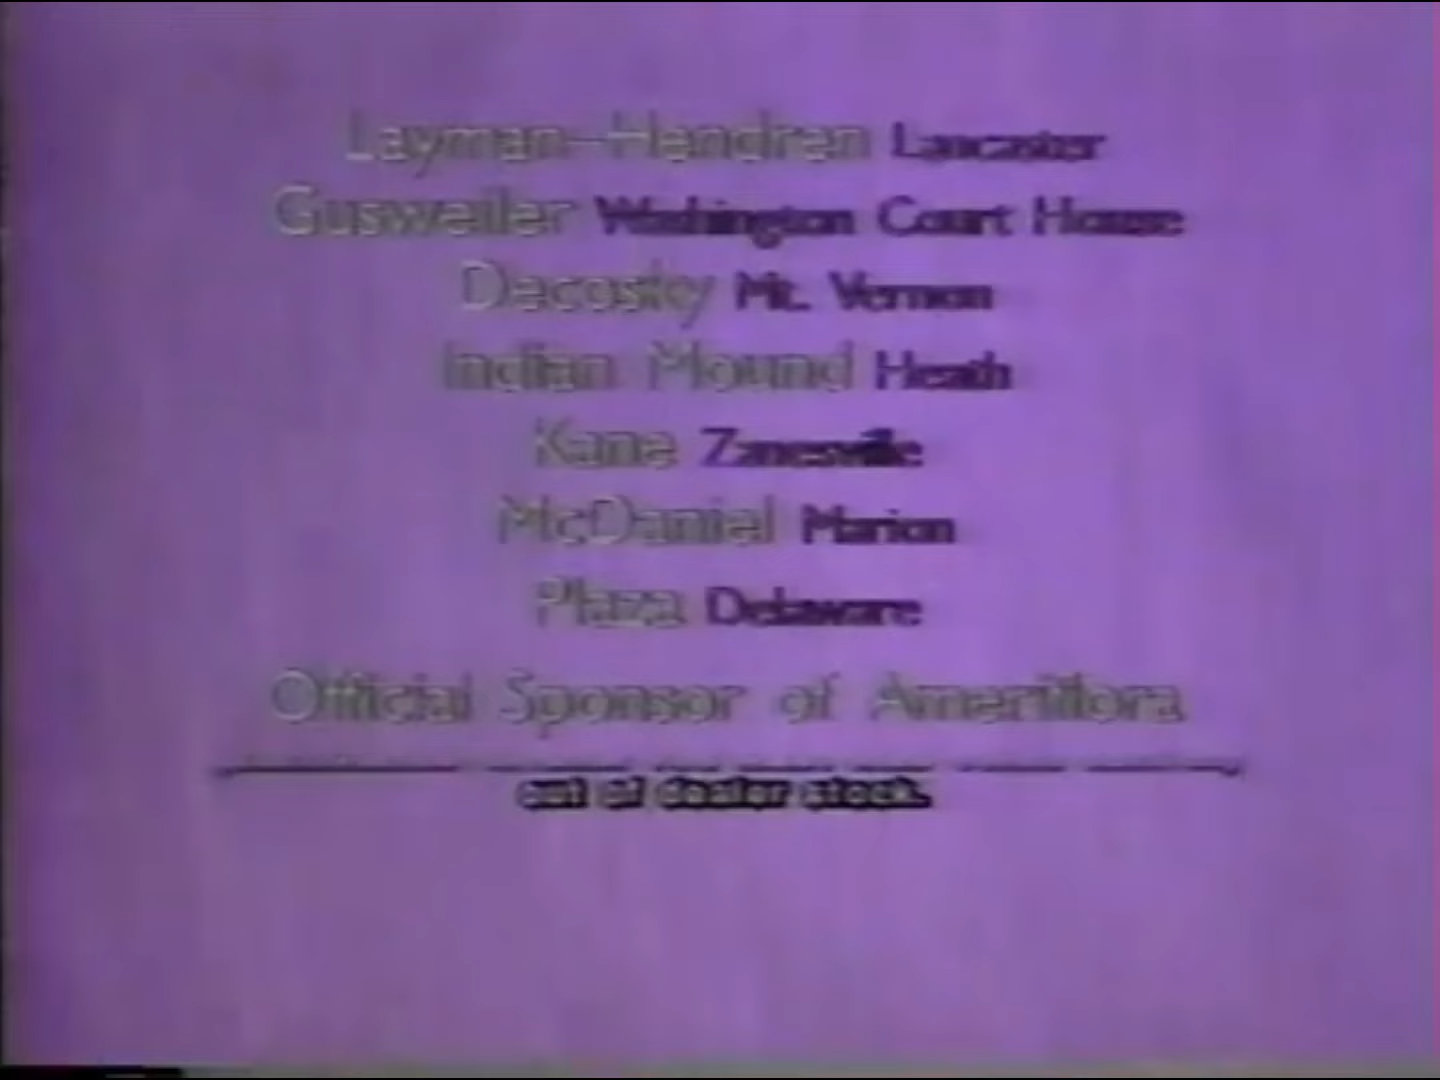 Layman-Hendren Lancaster
Gusweiler Washington Court House
Decosky Mt. Vernon
Indian Mound Heath
Kane Zanesville
McDaniel Marion
Plaza Delaware
Official Sponsor of Ameriflora
out of dealer stock.